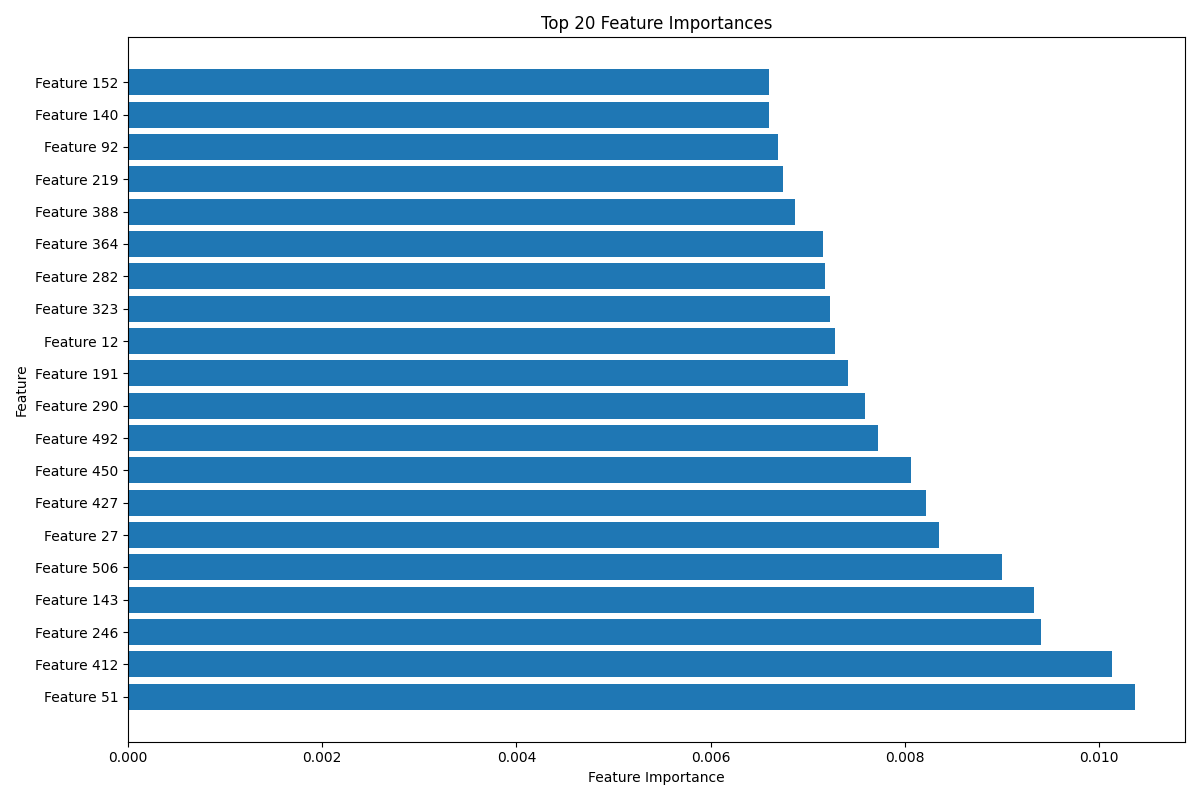 Top 20 Feature Importances
Feature 152
Feature 140
Feature 92
Feature 219
Feature 388
Feature 364
Feature 282
Feature 323
Feature 12
Feature 191
Feature 290
Feature 492
Feature 450
Feature 427
Feature 27
Feature 506
Feature 143
Feature 246
Feature 412
Feature 51
Feature
0.000 0.002 0.004 0.006 0.008 0.010
Feature Importance